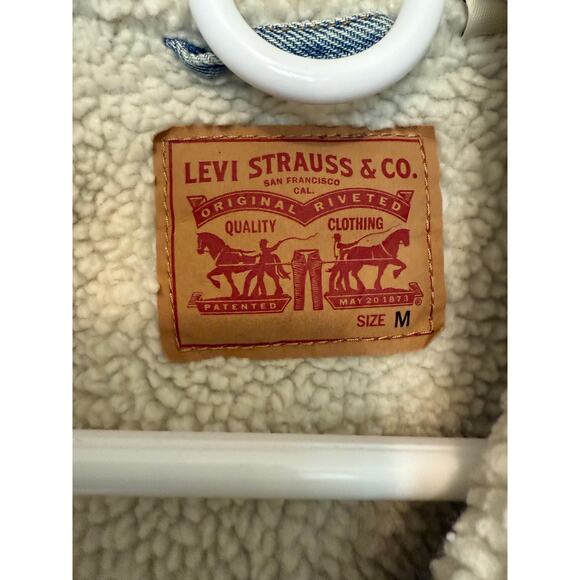 LEVI STRAUSS & CO.
SAN FRANCISCO
CAL.
ORIGINAL RIVETED
QUALITY CLOTHING
PATENTED MAY 20 1873 ®
SIZE M